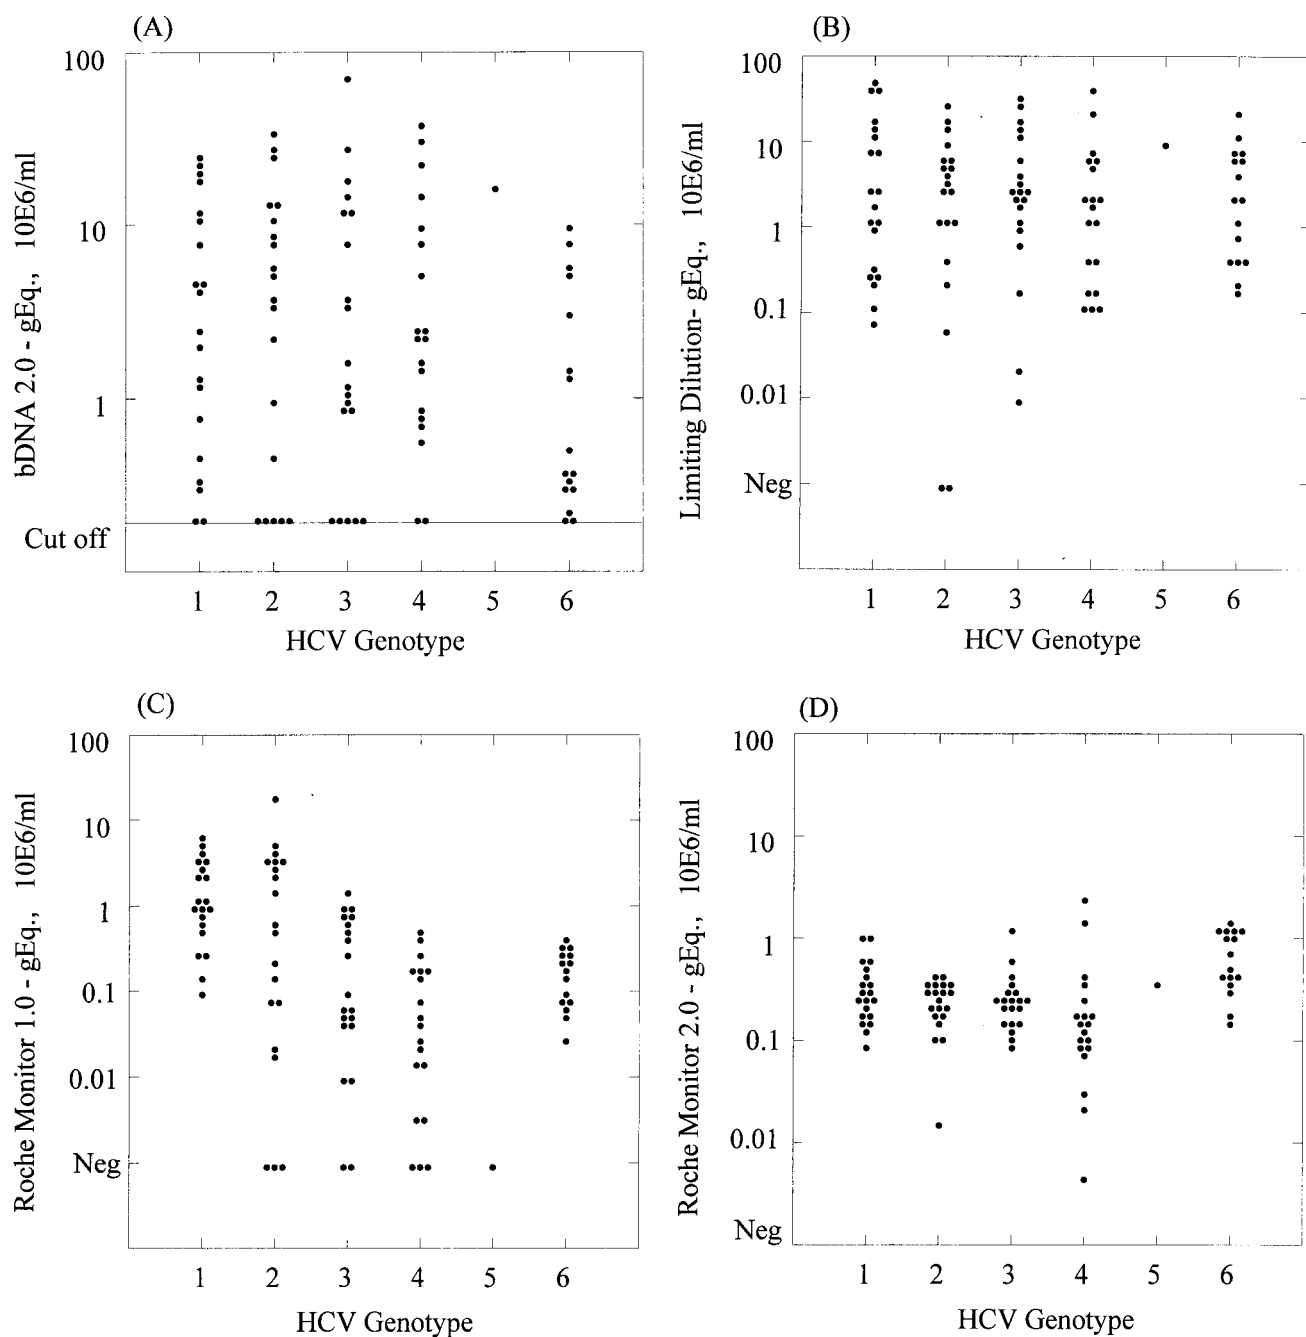 (A)
100
10
1
Cut off
bDNA 2.0 - gEq., 10E6/ml
1 2 3 4 5 6
HCV Genotype
(B)
100
10
1
0.1
0.01
Neg
Limiting Dilution- gEq., 10E6/ml
1 2 3 4 5 6
HCV Genotype
(C)
100
10
1
0.1
0.01
Neg
Roche Monitor 1.0 - gEq., 10E6/ml
1 2 3 4 5 6
HCV Genotype
(D)
100
10
1
0.1
0.01
Neg
Roche Monitor 2.0 - gEq., 10E6/ml
1 2 3 4 5 6
HCV Genotype